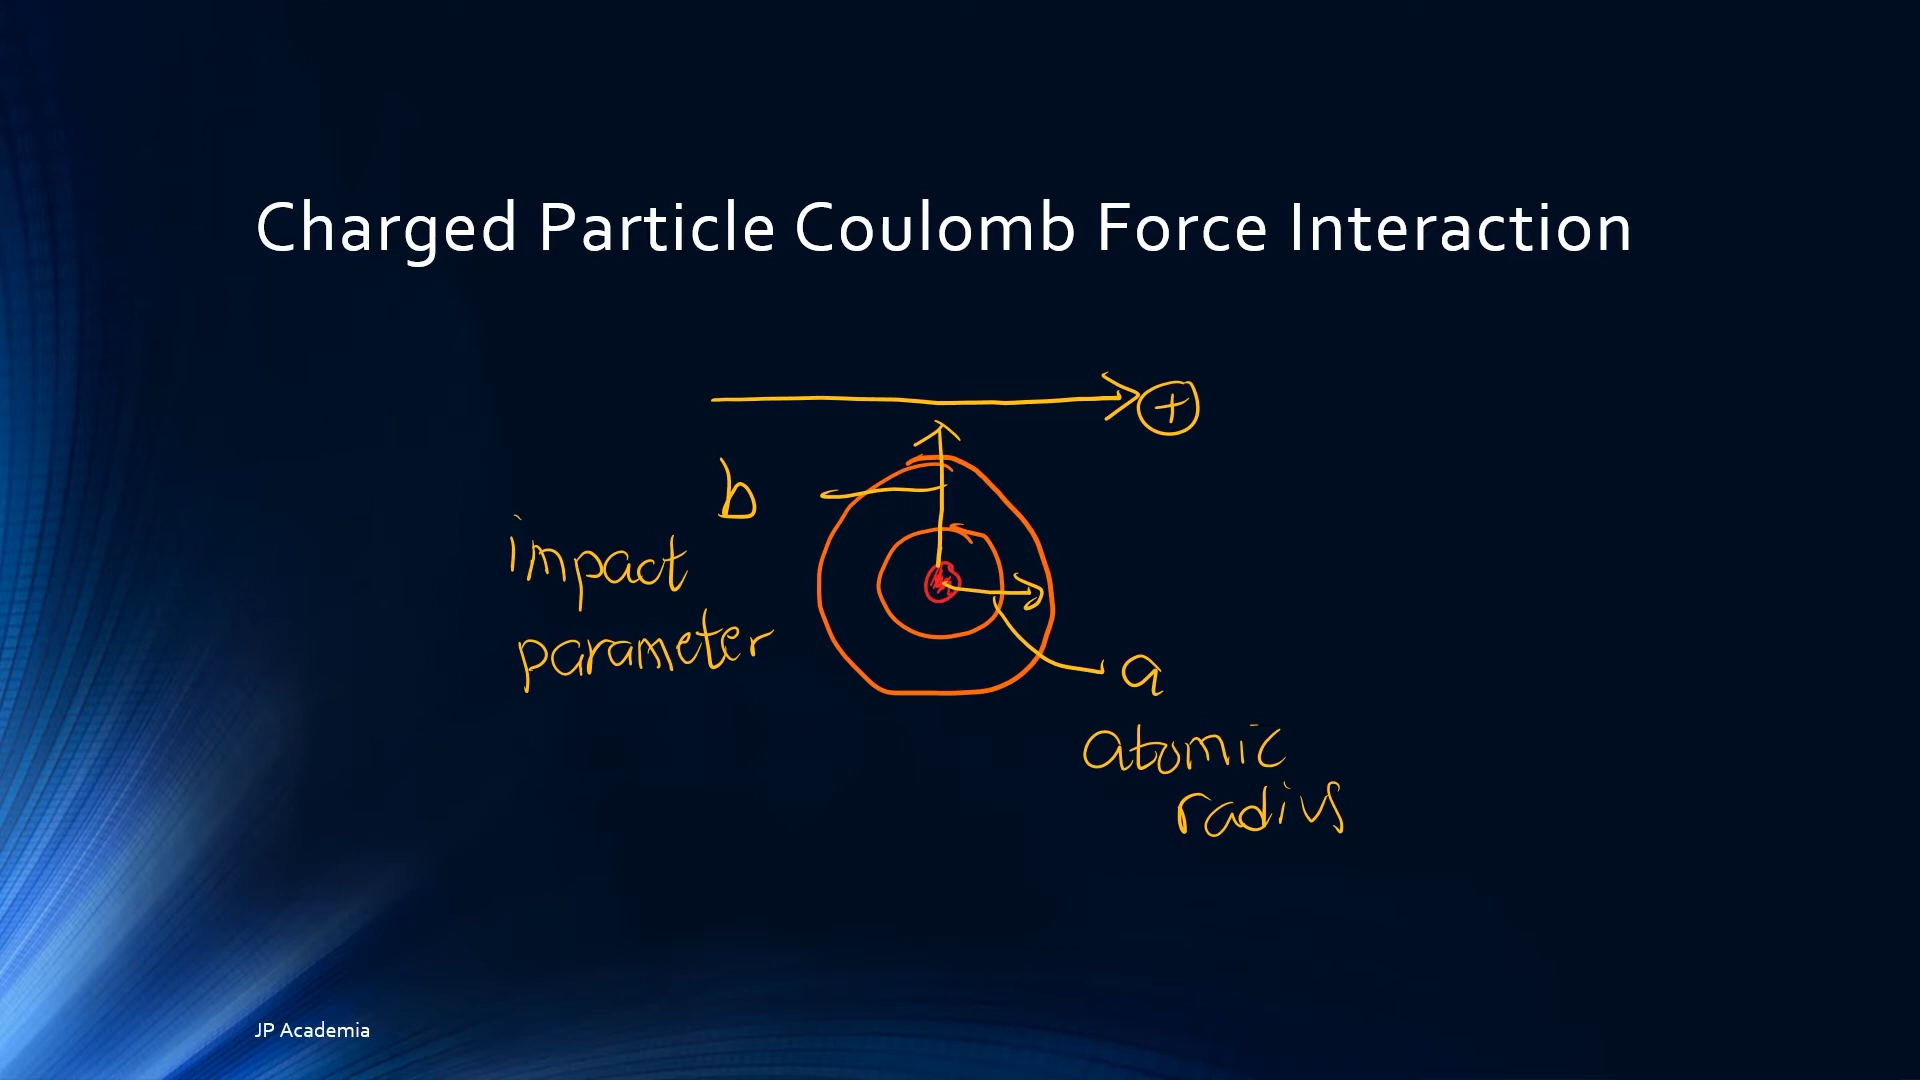 Charged Particle Coulomb Force Interaction
+
b
impact
parameter
a
atomic
radius
JP Academia